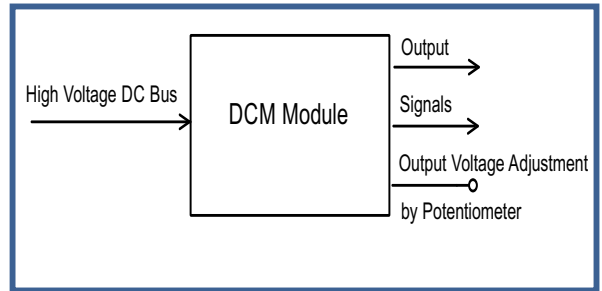 Output
High Voltage DC Bus
DCM Module
Signals
Output Voltage Adjustment
by Potentiometer